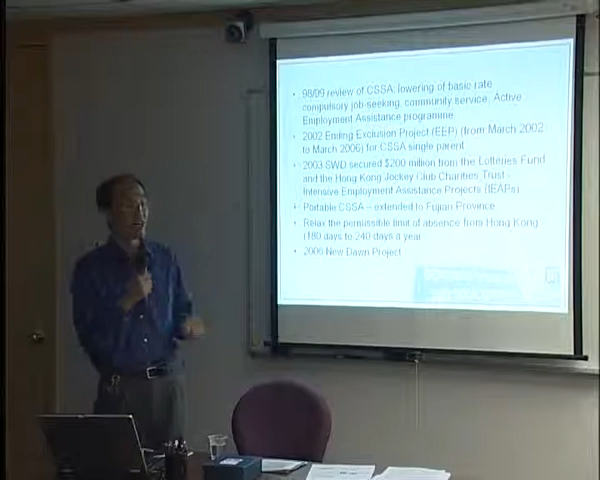 • 98/09 review of CSSA: lowering of basic rate
compulsory job-seeking, community service, Active
Employment Assistance programme
• 2002 Ending Exclusion Project (EEP) (from March 2002
to March 2006) for CSSA single parent
• 2003 SWD secured $200 million from the Lotteries Fund
and the Hong Kong Jockey Club Charities Trust -
Intensive Employment Assistance Projects (IEAPs)
• Portable CSSA – extended to Fujian Province
• Relax the permissible limit of absence from Hong Kong
(180 days to 240 days a year
• 2006 New Dawn Project